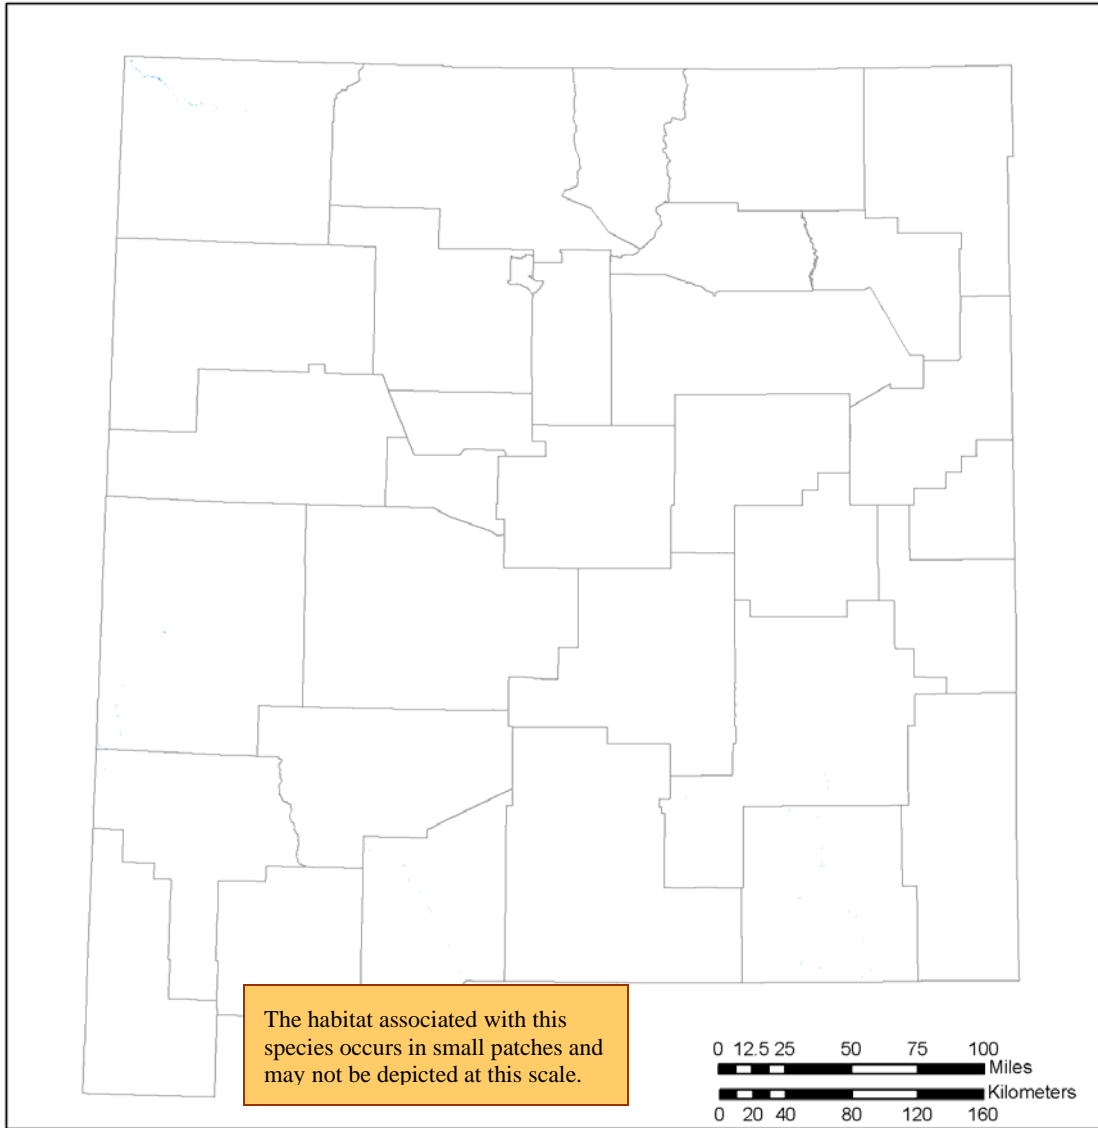 The habitat associated with this
species occurs in small patches and
may not be depicted at this scale.
0 12.5 25 50 75 100
Miles
Kilometers
0 20 40 80 120 160